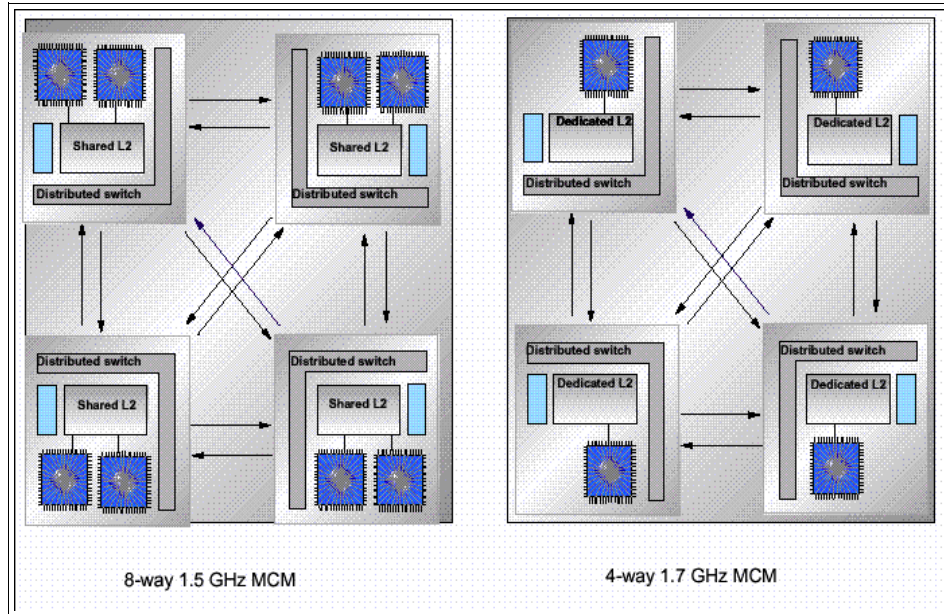 Shared L2
Distributed switch
Shared L2
Distributed switch
Dedicated L2
Distributed switch
Dedicated L2
Distributed switch
Distributed switch
Shared L2
Distributed switch
Shared L2
Distributed switch
Dedicated L2
Distributed switch
Dedicated L2
8-way 1.5 GHz MCM
4-way 1.7 GHz MCM